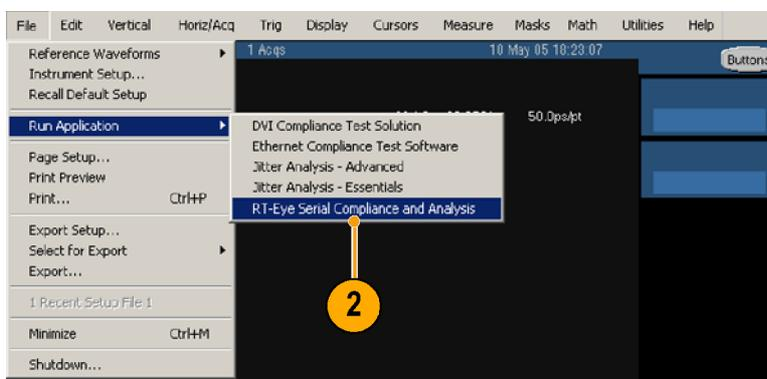 File Edit Vertical Horiz/Acq Trig Display Cursors Measure Masks Math Utilities Help
1 Acqs 10 May 05 18:23:07
Buttons
Reference Waveforms
Instrument Setup...
Recall Default Setup
Run Application
50.0ps/pt
DVI Compliance Test Solution
Ethernet Compliance Test Software
Jitter Analysis - Advanced
Jitter Analysis - Essentials
RT-Eye Serial Compliance and Analysis
Page Setup...
Print Preview
Print... Ctrl+P
Export Setup...
Select for Export
Export...
2
1 Recent Setup File 1
Minimize Ctrl+M
Shutdown...